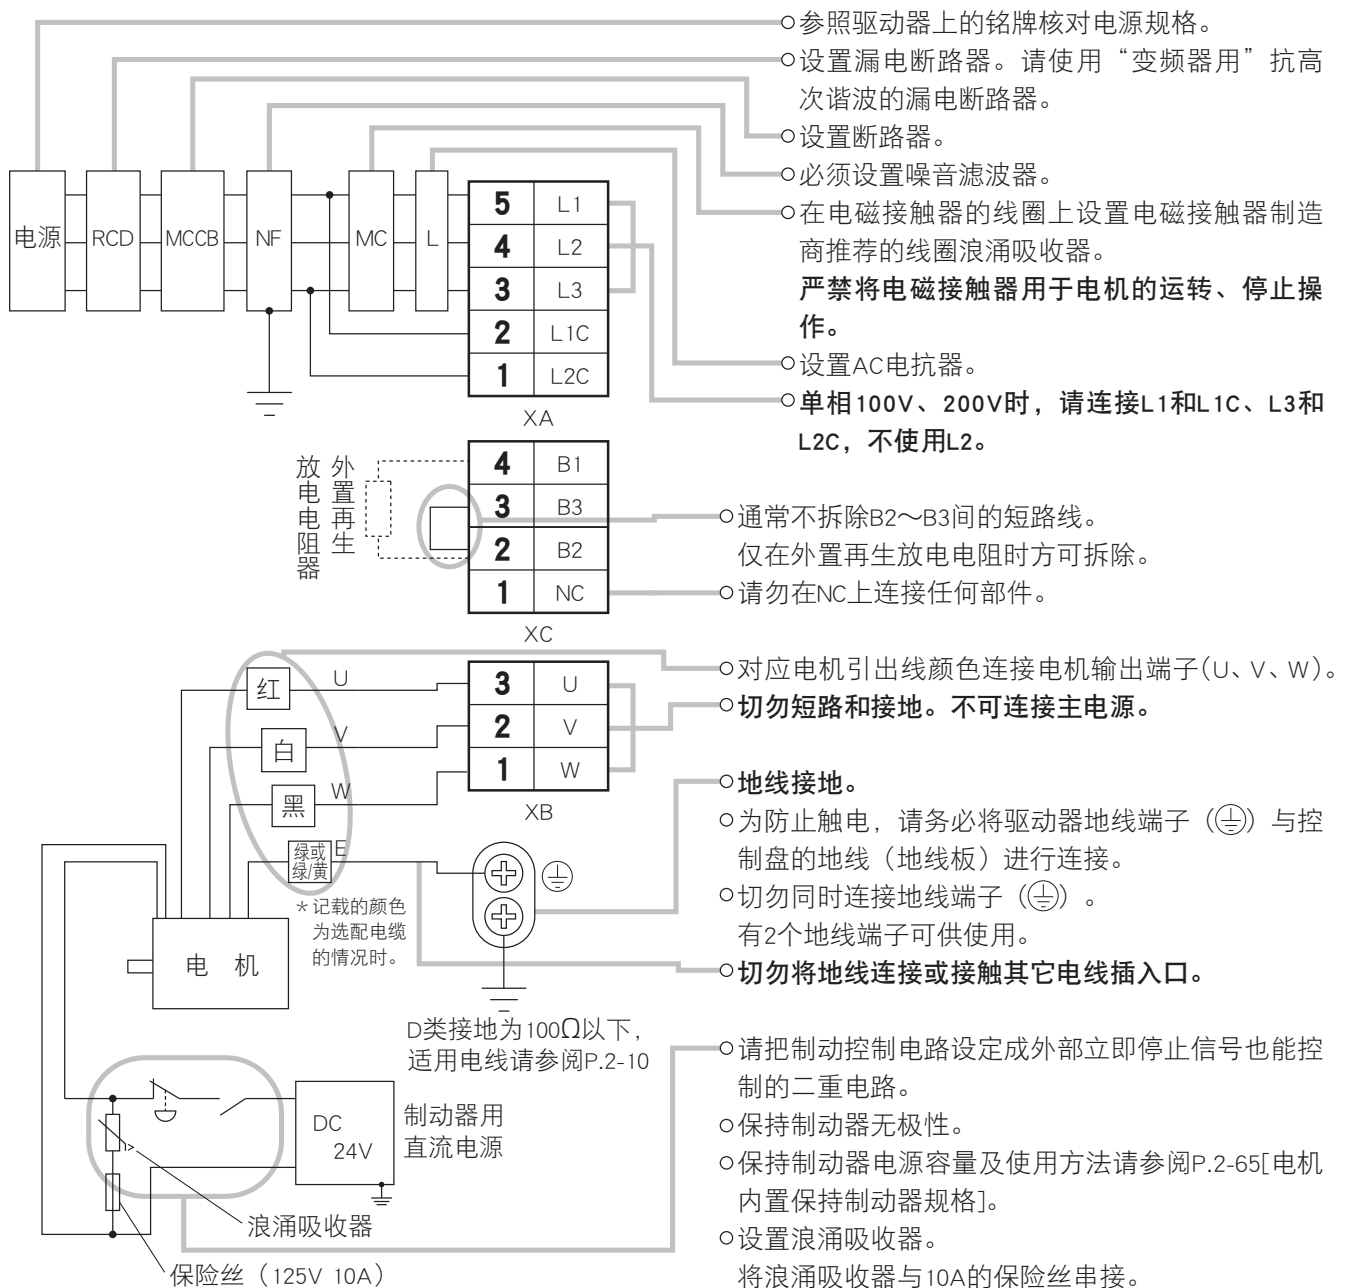 参照驱动器上的铭牌核对电源规格。
设置漏电断路器。请使用“变频器用”抗高
次谐波的漏电断路器。
设置断路器。
必须设置噪音滤波器。
在电磁接触器的线圈上设置电磁接触器制造
商推荐的线圈浪涌吸收器。
严禁将电磁接触器用于电机的运转、停止操
作。
设置AC电抗器。
单相100V、200V时，请连接L1和L1C、L3和
L2C，不使用L2。
电源
RCD
MCCB
NF
MC
L
5 L1
4 L2
3 L3
2 L1C
1 L2C
XA
外置再生
放电电阻器
4 B1
3 B3
2 B2
1 NC
XC
通常不拆除B2～B3间的短路线。
仅在外置再生放电电阻时方可拆除。
请勿在NC上连接任何部件。
红 U
白 V
黑 W
绿或
绿/黄
E
3 U
2 V
1 W
XB
对应电机引出线颜色连接电机输出端子(U、V、W)。
切勿短路和接地。不可连接主电源。
地线接地。
为防止触电，请务必将驱动器地线端子（⏚）与控
制盘的地线（地线板）进行连接。
切勿同时连接地线端子（⏚）。
有2个地线端子可供使用。
切勿将地线连接或接触其它电线插入口。
＊记载的颜色
为选配电缆
的情况时。
电 机
D类接地为100Ω以下，
适用电线请参阅P.2-10
DC
24V
制动器用
直流电源
浪涌吸收器
保险丝（125V 10A）
请把制动控制电路设定成外部立即停止信号也能控
制的二重电路。
保持制动器无极性。
保持制动器电源容量及使用方法请参阅P.2-65[电机
内置保持制动器规格]。
设置浪涌吸收器。
将浪涌吸收器与10A的保险丝串接。